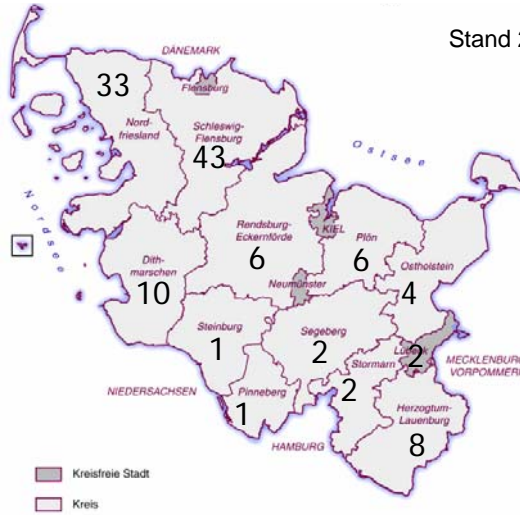 Stand 2
DÄNEMARK
33
Flensburg
Nord-
friesland
Schleswig-
Flensburg
43
Ostsee
Nordsee
Rendsburg-
Eckernförde
6
KIEL
Plön
6
Ostholstein
4
Dith-
marschen
10
Neumünster
Steinburg
1
Segeberg
2
Lübeck
2
Stormarn
2
MECKLENBURG
VORPOMMERN
NIEDERSACHSEN
Pinneberg
1
Herzogtum-
Lauenburg
8
HAMBURG
Kreisfreie Stadt
Kreis